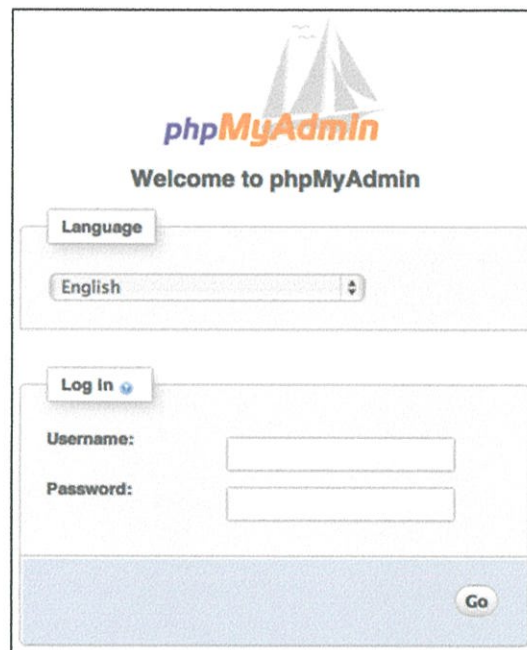 phpMyAdmin
Welcome to phpMyAdmin
Language
English
Log in
Username:
Password:
Go